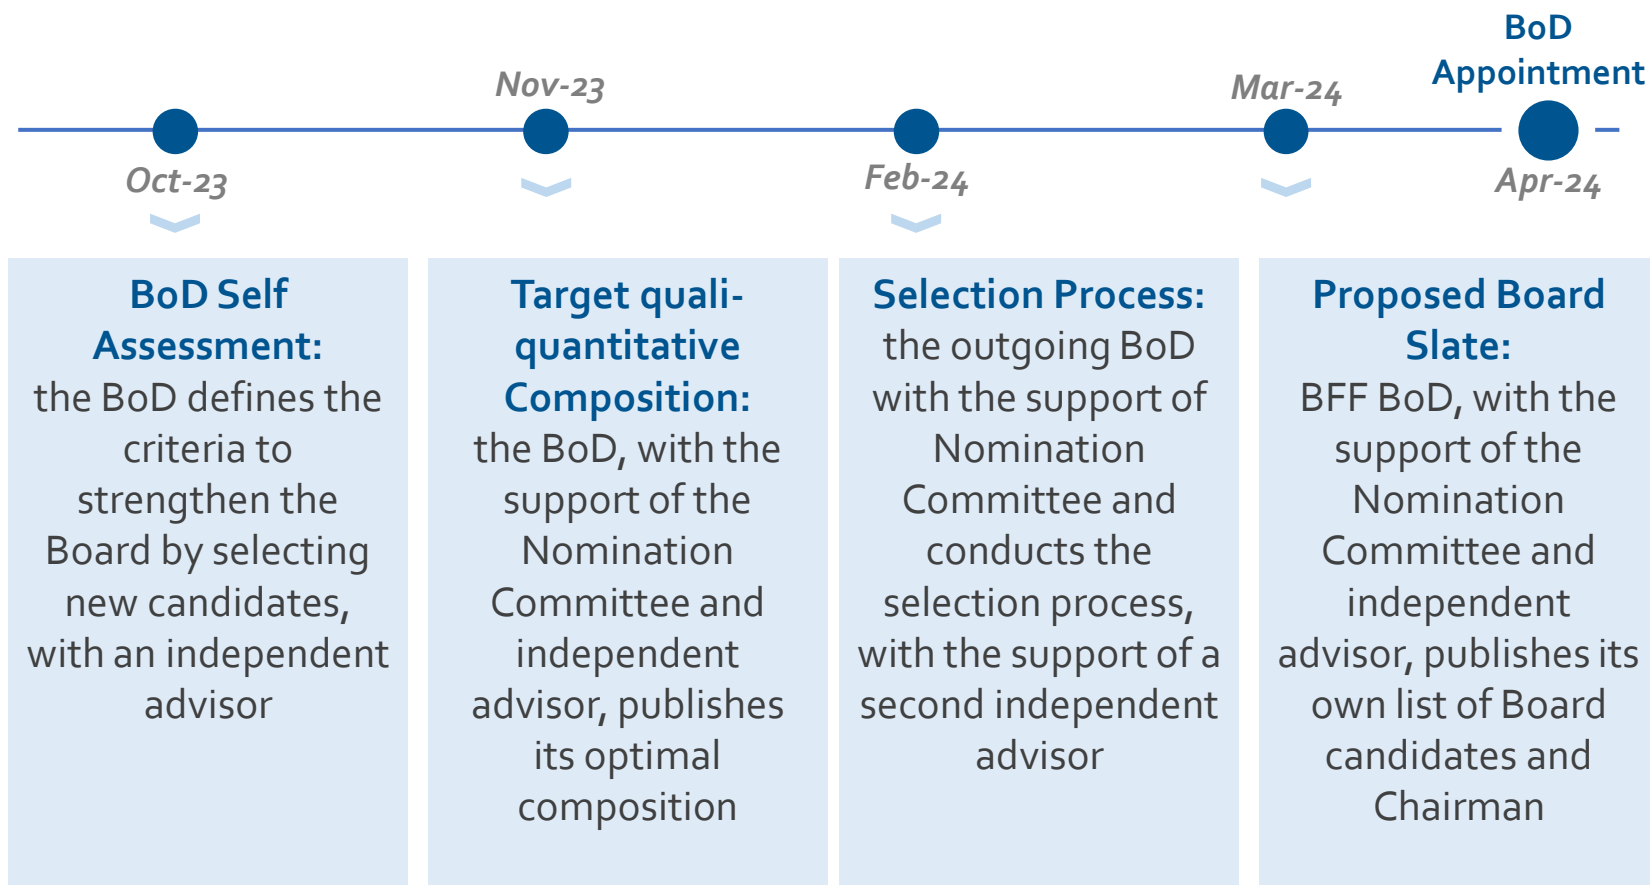 BoD
Appointment
Nov-23
Mar-24
Oct-23
Feb-24
Apr-24
BoD Self
Assessment:
the BoD defines the
criteria to
strengthen the
Board by selecting
new candidates,
with an independent
advisor
Target quali-
quantitative
Composition:
the BoD, with the
support of the
Nomination
Committee and
independent
advisor, publishes
its optimal
composition
Selection Process:
the outgoing BoD
with the support of
Nomination
Committee and
conducts the
selection process,
with the support of a
second independent
advisor
Proposed Board
Slate:
BFF BoD, with the
support of the
Nomination
Committee and
independent
advisor, publishes its
own list of Board
candidates and
Chairman